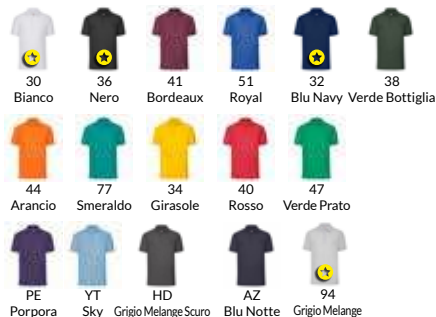 30 36 41 51 32 38
Bianco Nero Bordeaux Royal Blu Navy Verde Bottiglia
44 77 34 40 47
Arancio Smeraldo Girasole Rosso Verde Prato
PE YT HD AZ 94
Porpora Sky Grigio Melange Scuro Blu Notte Grigio Melange